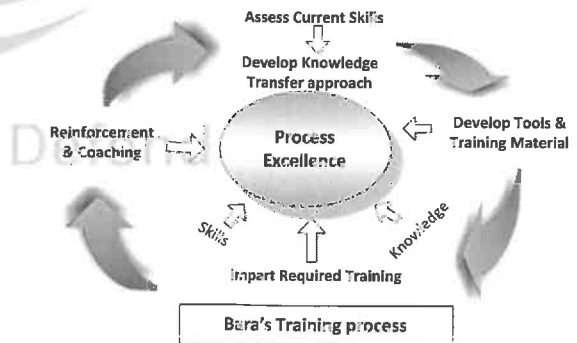 Assess Current Skills
Develop Knowledge
Transfer approach
Develop Tools &
Training Material
Reinforcement
& Coaching
Process
Excellence
Skills
Knowledge
Impart Required Training
Bara's Training process